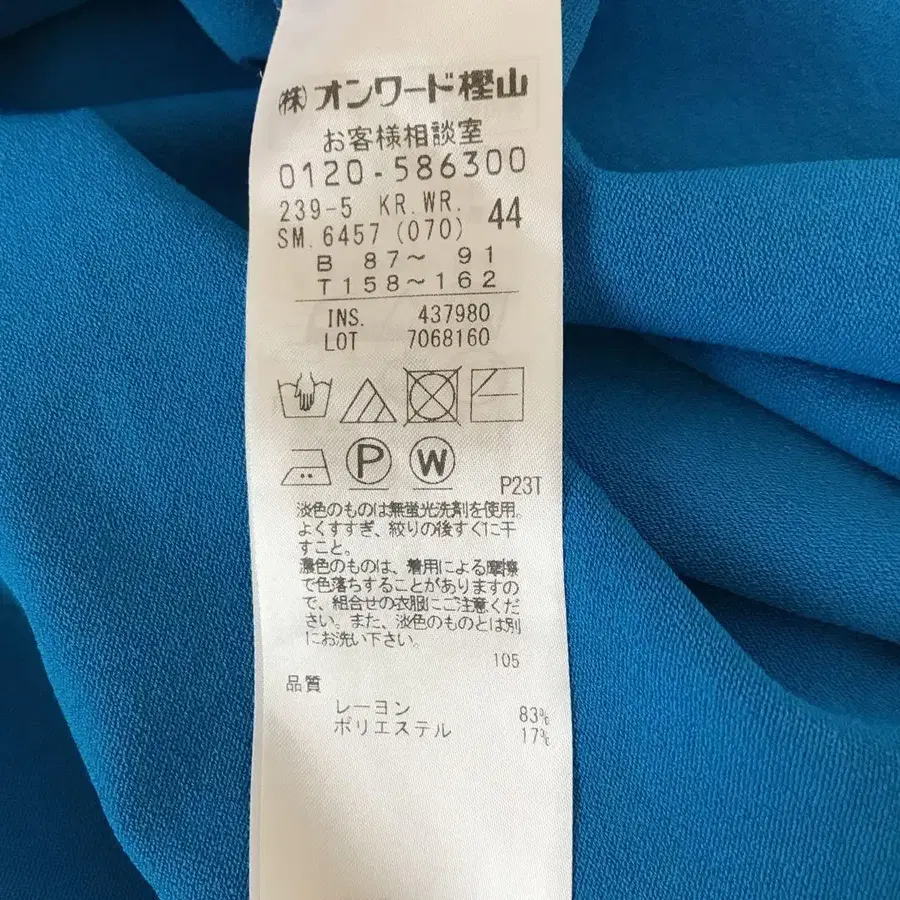 (株)オンワード樫山
お客様相談室
0120-586300
239-5 KR.WR. 44
SM.6457(070)
B 87〜 91
T158〜162
INS. 437980
LOT 7068160
P W
P23T
淡色のものは無蛍光洗剤を使用。
よくすすぎ、絞りの後すぐに干
すこと。
濃色のものは、着用による摩擦
で色落ちすることがありますの
で、組合せの衣服にご注意くだ
さい。また、淡色のものとは別
にお洗い下さい。
105
品質
レーヨン 83%
ポリエステル 17%